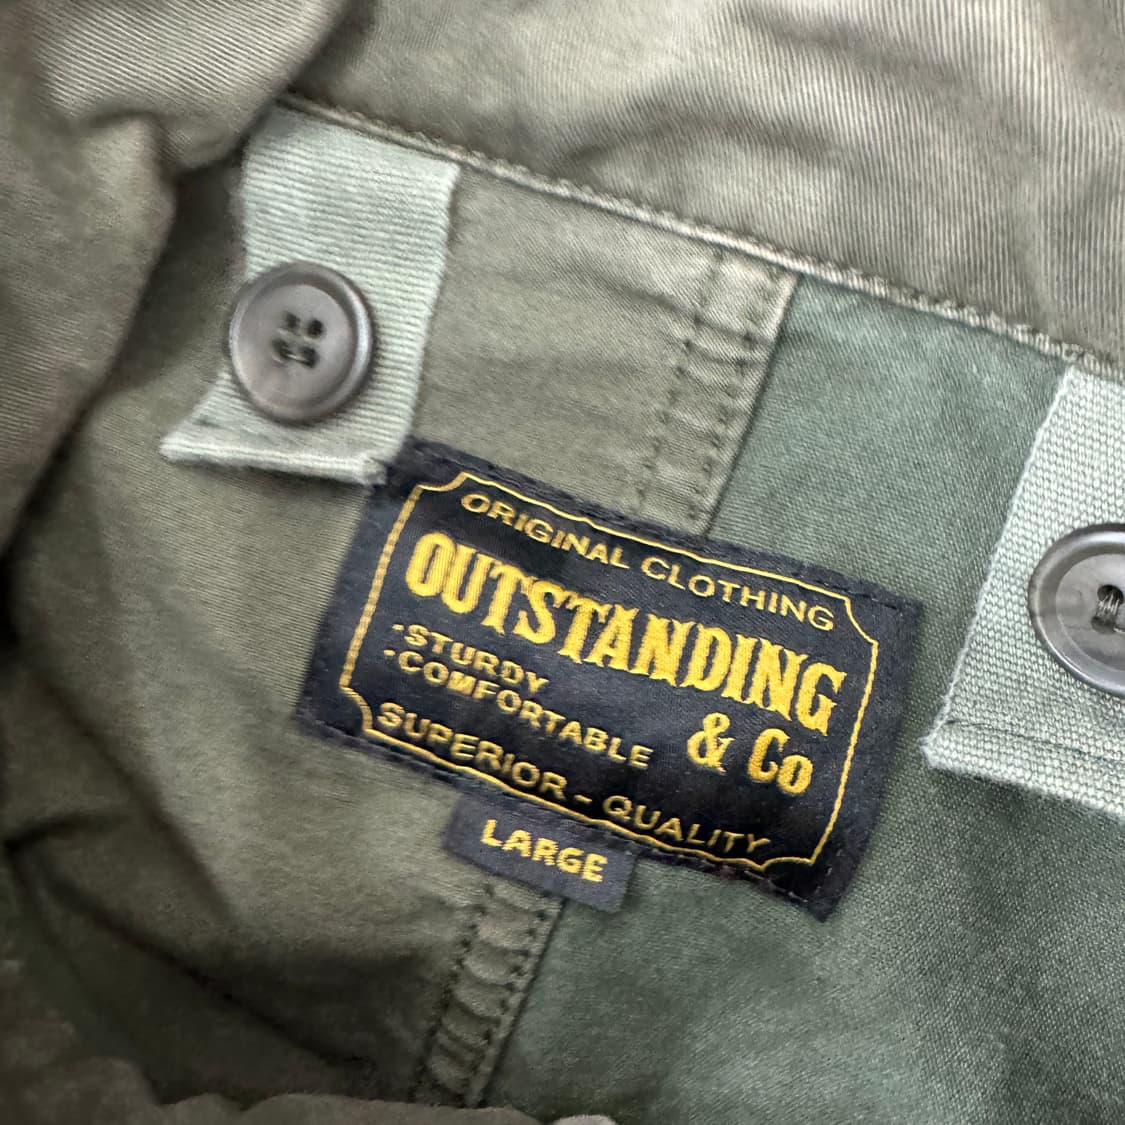 ORIGINAL CLOTHING
OUTSTANDING
& Co
-STURDY
-COMFORTABLE
SUPERIOR - QUALITY
LARGE